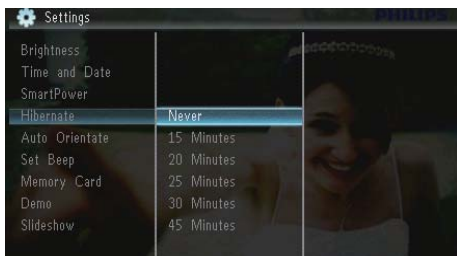 Settings
PHILIPS
Brightness
Time and Date
SmartPower
Hibernate
Auto Orientate
Set Beep
Memory Card
Demo
Slideshow
Never
15 Minutes
20 Minutes
25 Minutes
30 Minutes
45 Minutes